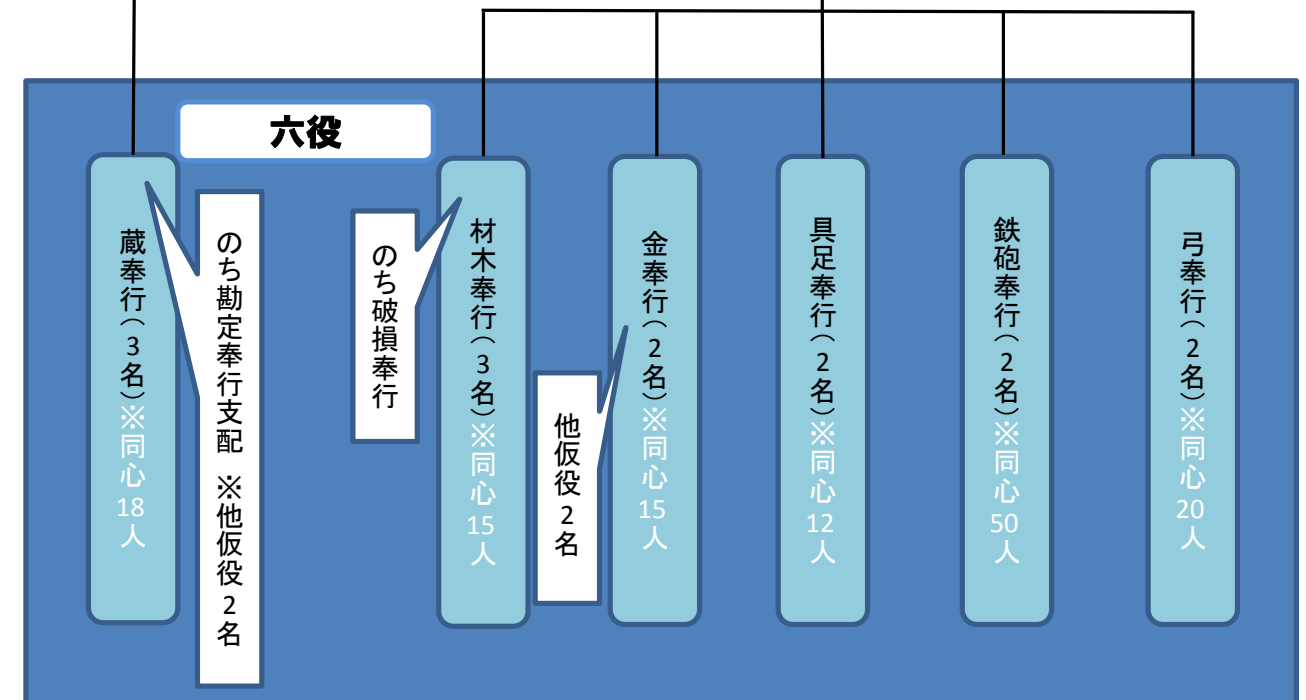 六役
蔵奉行（3名）※同心18人
のち勘定奉行支配 ※他仮役2名
材木奉行（3名）※同心15人
のち破損奉行
金奉行（2名）※同心15人
他仮役2名
具足奉行（2名）※同心12人
鉄砲奉行（2名）※同心50人
弓奉行（2名）※同心20人